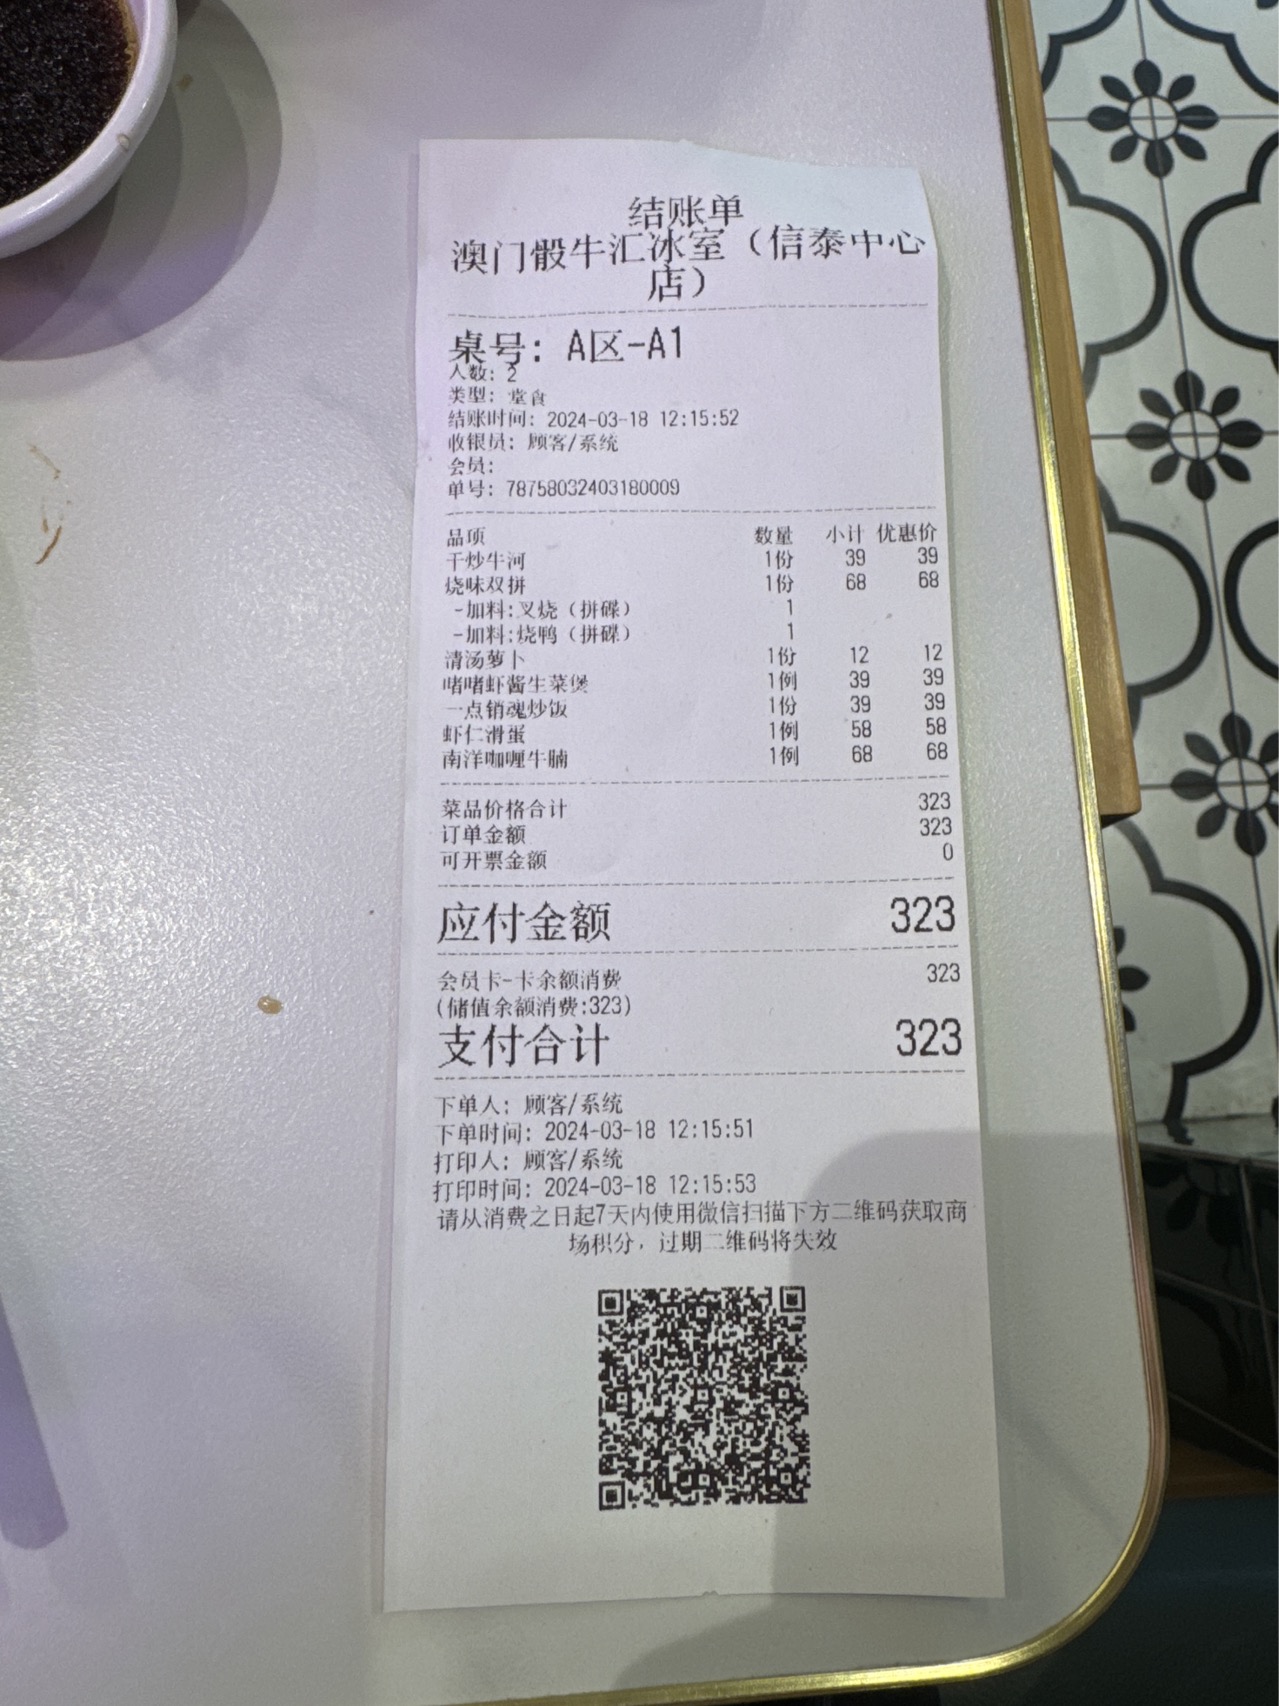 结账单
澳门骰牛汇冰室（信泰中心
店）
桌号：A区-A1
人数：2
类型：堂食
结账时间：2024-03-18 12:15:52
收银员：顾客/系统
会员：
单号：78758032403180009
品项 数量 小计 优惠价
干炒牛河 1份 39 39
烧味双拼 1份 68 68
-加料:叉烧（拼碟） 1
-加料:烧鸭（拼碟） 1
清汤萝卜 1份 12 12
啫啫虾酱生菜煲 1例 39 39
一点销魂炒饭 1份 39 39
虾仁滑蛋 1例 58 58
南洋咖喱牛腩 1例 68 68
菜品价格合计 323
订单金额 323
可开票金额 0
应付金额 323
会员卡-卡余额消费 323
(储值余额消费:323)
支付合计 323
下单人：顾客/系统
下单时间：2024-03-18 12:15:51
打印人：顾客/系统
打印时间：2024-03-18 12:15:53
请从消费之日起7天内使用微信扫描下方二维码获取商
场积分，过期二维码将失效